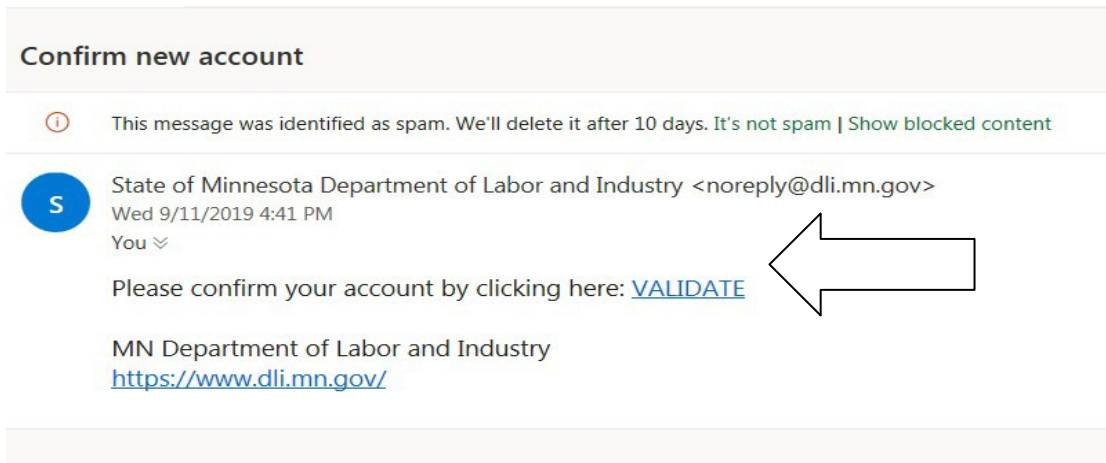 Confirm new account
This message was identified as spam. We'll delete it after 10 days. It's not spam | Show blocked content
S
State of Minnesota Department of Labor and Industry <noreply@dli.mn.gov>
Wed 9/11/2019 4:41 PM
You
Please confirm your account by clicking here: VALIDATE
MN Department of Labor and Industry
https://www.dli.mn.gov/